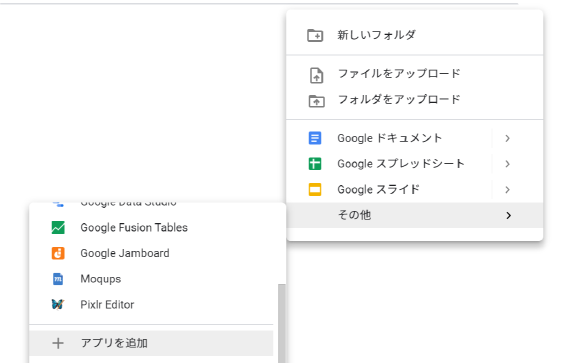 新しいフォルダ
ファイルをアップロード
フォルダをアップロード
Google ドキュメント
Google スプレッドシート
Google スライド
その他
Google Data Studio
Google Fusion Tables
Google Jamboard
Moqups
Pixlr Editor
アプリを追加